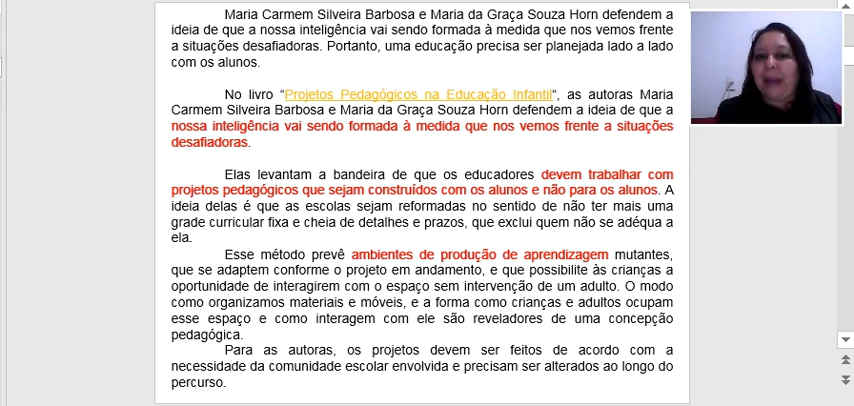 Maria Carmem Silveira Barbosa e Maria da Graça Souza Horn defendem a
ideia de que a nossa inteligência vai sendo formada à medida que nos vemos frente
a situações desafiadoras. Portanto, uma educação precisa ser planejada lado a lado
com os alunos.
No livro “Projetos Pedagógicos na Educação Infantil“, as autoras Maria
Carmem Silveira Barbosa e Maria da Graça Souza Horn defendem a ideia de que a
nossa inteligência vai sendo formada à medida que nos vemos frente a situações
desafiadoras.
Elas levantam a bandeira de que os educadores devem trabalhar com
projetos pedagógicos que sejam construídos com os alunos e não para os alunos. A
ideia delas é que as escolas sejam reformadas no sentido de não ter mais uma
grade curricular fixa e cheia de detalhes e prazos, que exclui quem não se adéqua a
ela.
Esse método prevê ambientes de produção de aprendizagem mutantes,
que se adaptem conforme o projeto em andamento, e que possibilite às crianças a
oportunidade de interagirem com o espaço sem intervenção de um adulto. O modo
como organizamos materiais e móveis, e a forma como crianças e adultos ocupam
esse espaço e como interagem com ele são reveladores de uma concepção
pedagógica.
Para as autoras, os projetos devem ser feitos de acordo com a
necessidade da comunidade escolar envolvida e precisam ser alterados ao longo do
percurso.